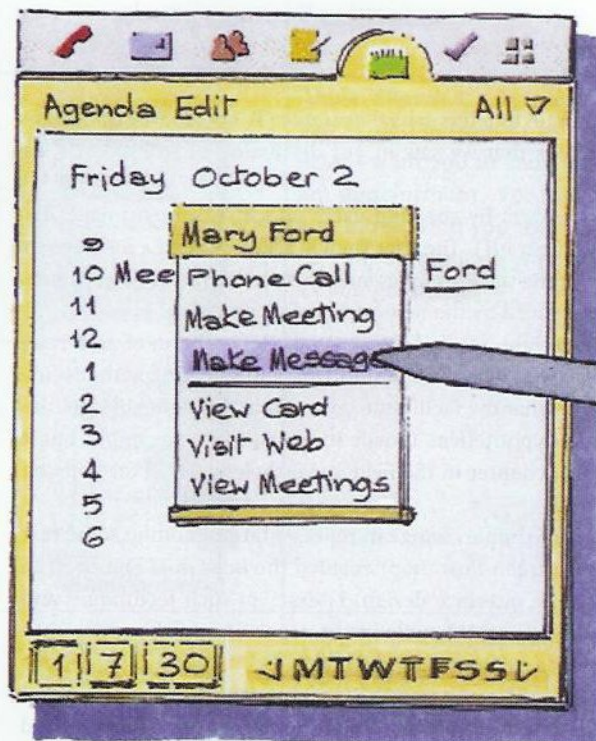 Agenda Edit All
Friday October 2
Mary Ford
9
10 Mee Phone Call Ford
11 Make Meeting
12
1 Make Message
2 View Card
3 Visit Web
4 View Meetings
5
6
1 7 30 MTWTFSS